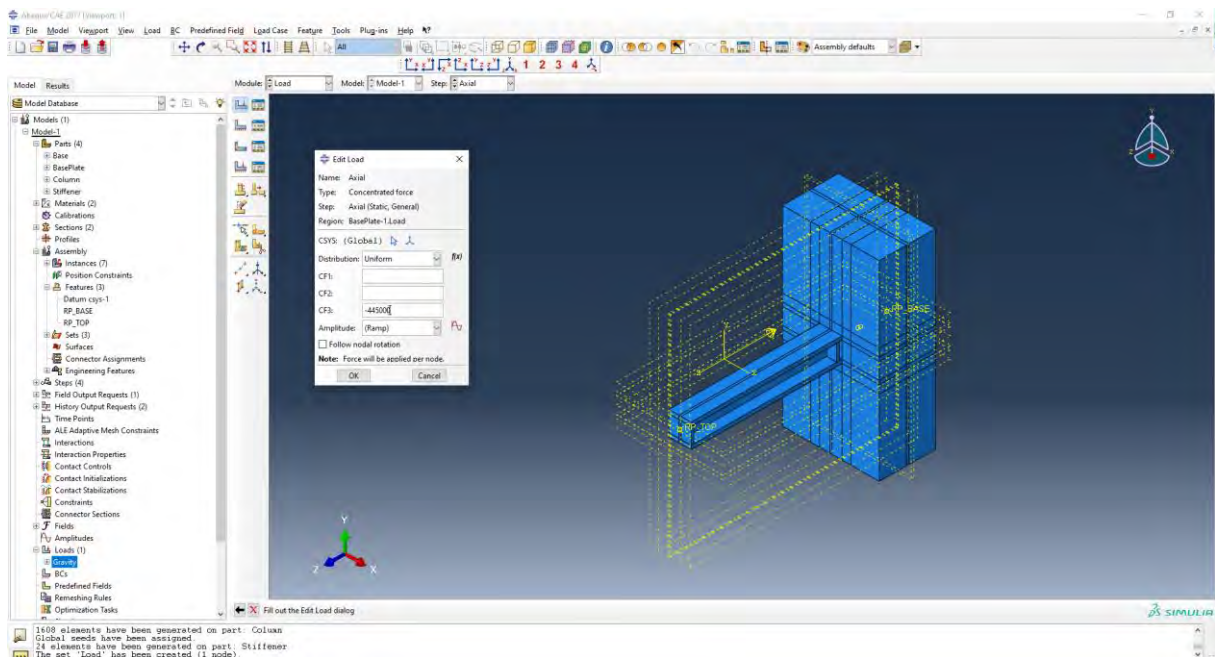 Abaqus/CAE 2017 [Viewport: 1]
File Model Viewport View Load BC Predefined Field Load Case Feature Tools Plug-ins Help
All
Assembly defaults
1 2 3 4
Model Results
Module: Load Model: Model-1 Step: Axial
Model Database
Models (1)
Model-1
Parts (4)
Base
BasePlate
Column
Stiffener
Materials (2)
Calibrations
Sections (2)
Profiles
Assembly
Instances (7)
Position Constraints
Features (3)
Datum csys-1
RP_BASE
RP_TOP
Sets (3)
Surfaces
Connector Assignments
Engineering Features
Steps (4)
Field Output Requests (1)
History Output Requests (2)
Time Points
ALE Adaptive Mesh Constraints
Interactions
Interaction Properties
Contact Controls
Contact Initializations
Contact Stabilizations
Constraints
Connector Sections
Fields
Amplitudes
Loads (1)
Gravity
BCs
Predefined Fields
Remeshing Rules
Optimization Tasks
Edit Load
Name: Axial
Type: Concentrated force
Step: Axial (Static, General)
Region: BasePlate-1.Load
CSYS: (Global)
Distribution: Uniform f(x)
CF1:
CF2:
CF3: -445000
Amplitude: (Ramp)
Follow nodal rotation
Note: Force will be applied per node.
OK Cancel
RP_BASE
RP_TOP
Y
Z X
Fill out the Edit Load dialog
SIMULIA
1608 elements have been generated on part: Column
Global seeds have been assigned.
24 elements have been generated on part: Stiffener
The set 'Load' has been created (1 node)